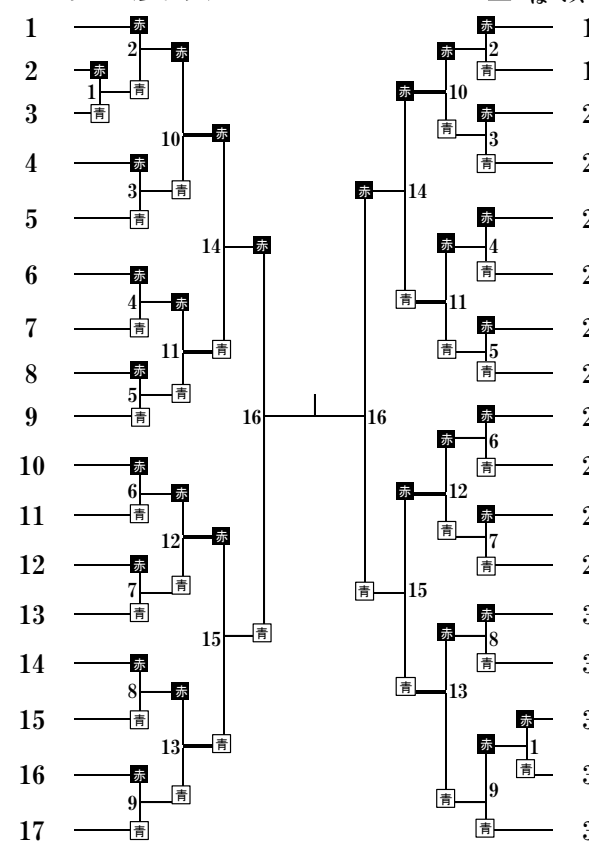 1 赤 赤
2 赤 赤 2
2 赤 青
1 青 赤 10
3 青 青 赤
10 赤 3
4 赤 青
3 青 赤 14
5 青 赤
14 赤 赤 4
6 赤 青
4 赤 青 11
7 青 赤
11 青 青 青 5
8 赤 青
5 青
9 青 16 16 赤
赤 6
10 赤 青
6 赤 赤 12
11 青 赤
12 赤 青 7
12 赤 青
7 青 青 15
13 青 赤
15 青 赤 8
14 赤 青
8 赤 青 13
15 青 赤
13 青 赤 1
16 赤 青
9 青 青 9
17 青 青